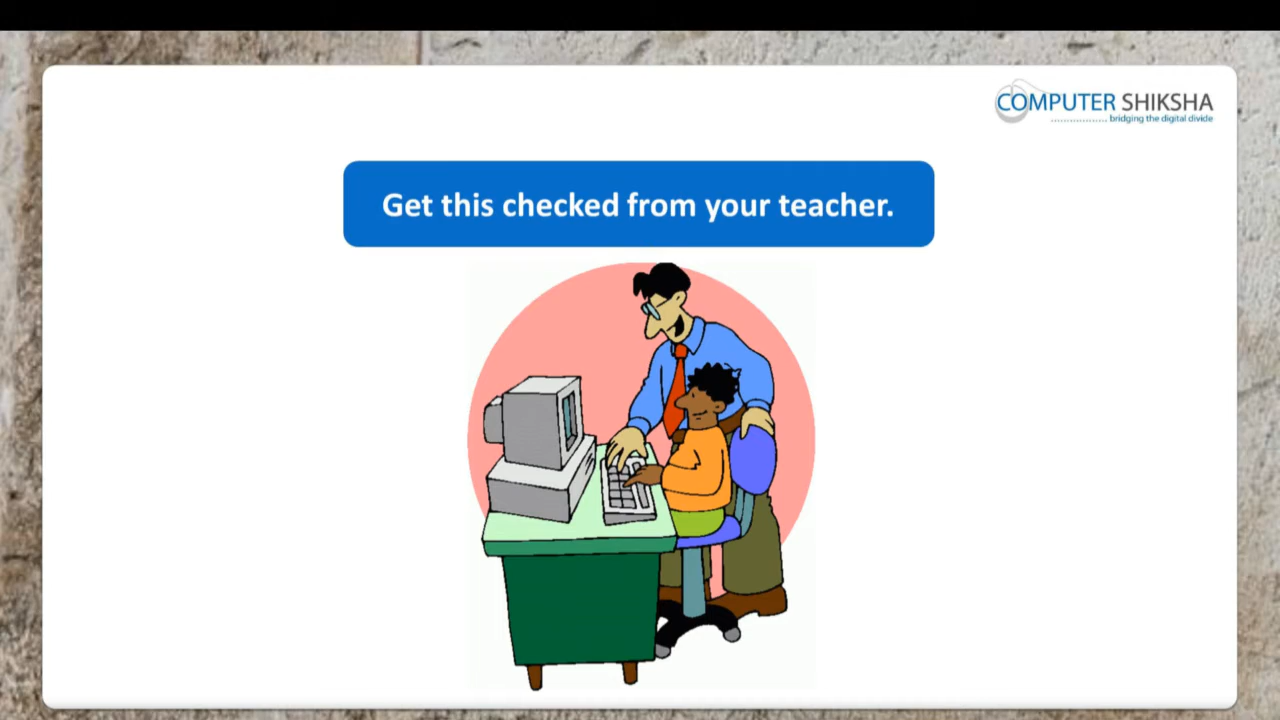 COMPUTER SHIKSHA
bridging the digital divide
Get this checked from your teacher.